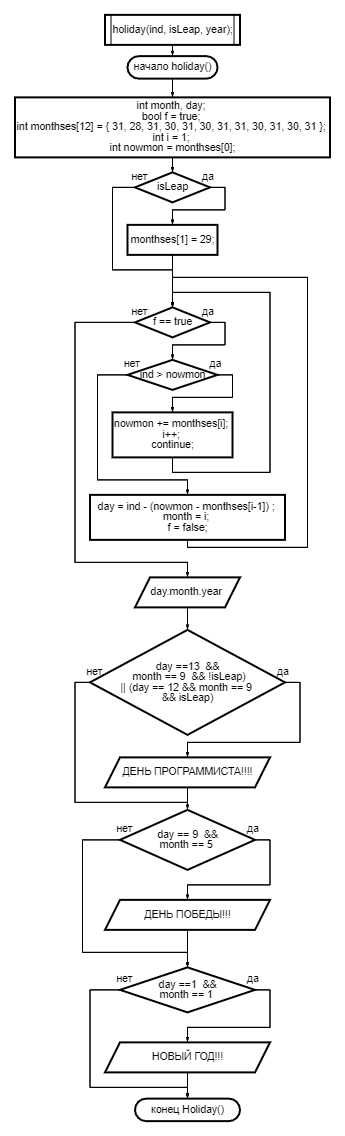 holiday(ind, isLeap, year);
начало holiday()
int month, day;
bool f = true;
int monthses[12] = { 31, 28, 31, 30, 31, 30, 31, 31, 30, 31, 30, 31 };
int i = 1;
int nowmon = monthses[0];
нет
да
isLeap
monthses[1] = 29;
нет
да
f == true
нет
да
ind > nowmon
nowmon += monthses[i];
i++;
continue;
day = ind - (nowmon - monthses[i-1]) ;
month = i;
f = false;
day.month.year
нет
да
day ==13 &&
month == 9 && !isLeap)
|| (day == 12 && month == 9
&& isLeap)
ДЕНЬ ПРОГРАММИСТА!!!!
нет
да
day == 9 &&
month == 5
ДЕНЬ ПОБЕДЫ!!!
нет
да
day ==1 &&
month == 1
НОВЫЙ ГОД!!!
конец Holiday()